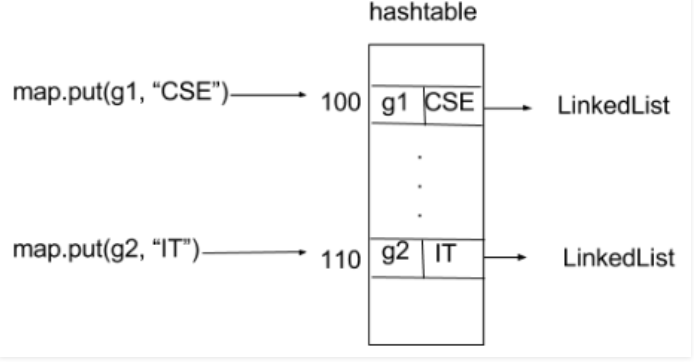 hashtable
map.put(g1, “CSE”) 100 g1 CSE LinkedList
.
.
.
map.put(g2, “IT”) 110 g2 IT LinkedList